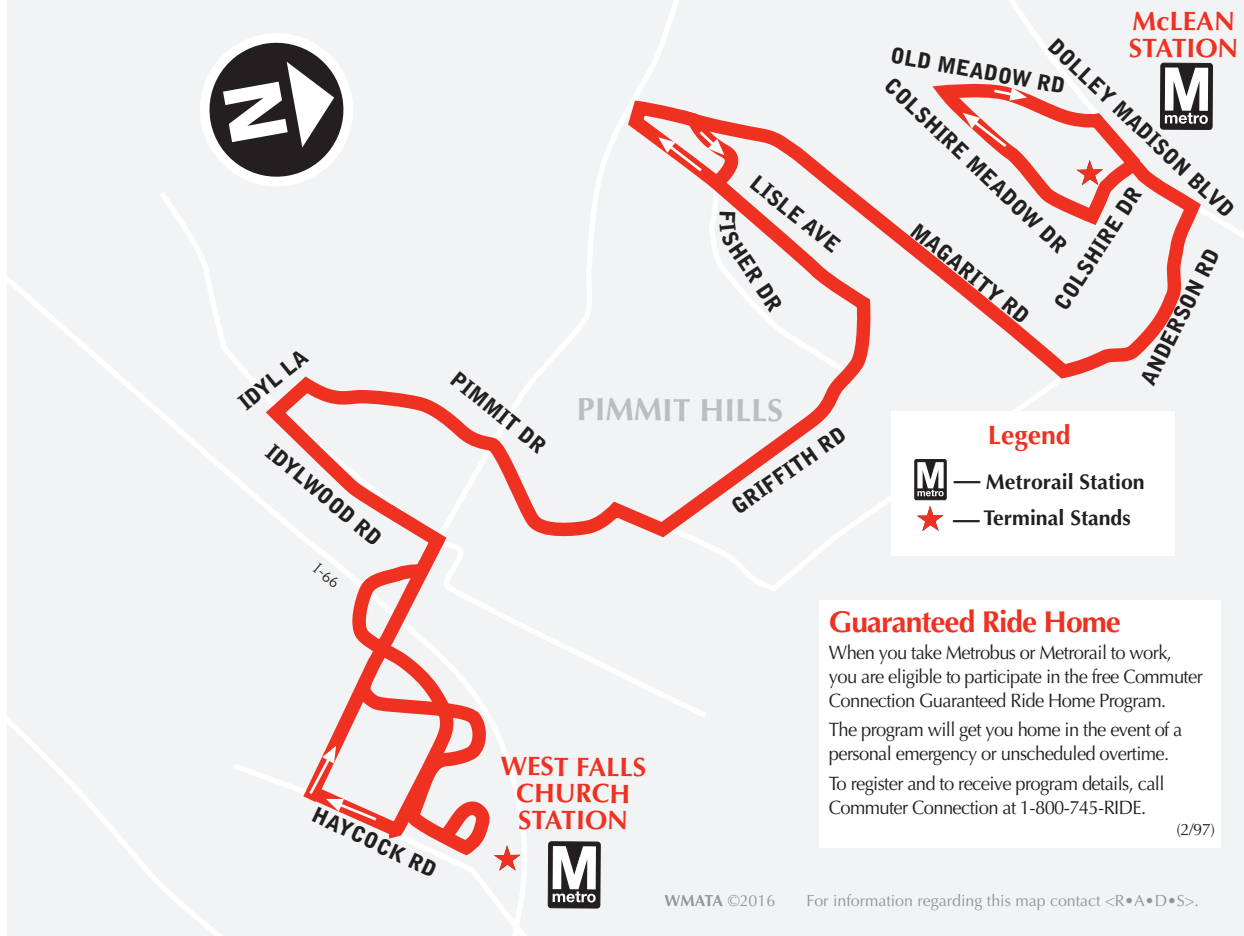 McLEAN
STATION
M
metro
OLD MEADOW RD
DOLLEY MADISON BLVD
COLSHIRE MEADOW DR
COLSHIRE DR
ANDERSON RD
N
LISLE AVE
FISHER DR
MAGARITY RD
IDYL LA
PIMMIT DR
PIMMIT HILLS
GRIFFITH RD
IDYLWOOD RD
I-66
Legend
M
metro
— Metrorail Station
— Terminal Stands
Guaranteed Ride Home
When you take Metrobus or Metrorail to work,
you are eligible to participate in the free Commuter
Connection Guaranteed Ride Home Program.
The program will get you home in the event of a
personal emergency or unscheduled overtime.
To register and to receive program details, call
Commuter Connection at 1-800-745-RIDE.
(2/97)
WEST FALLS
CHURCH
STATION
HAYCOCK RD
M
metro
WMATA ©2016 For information regarding this map contact <R•A•D•S>.